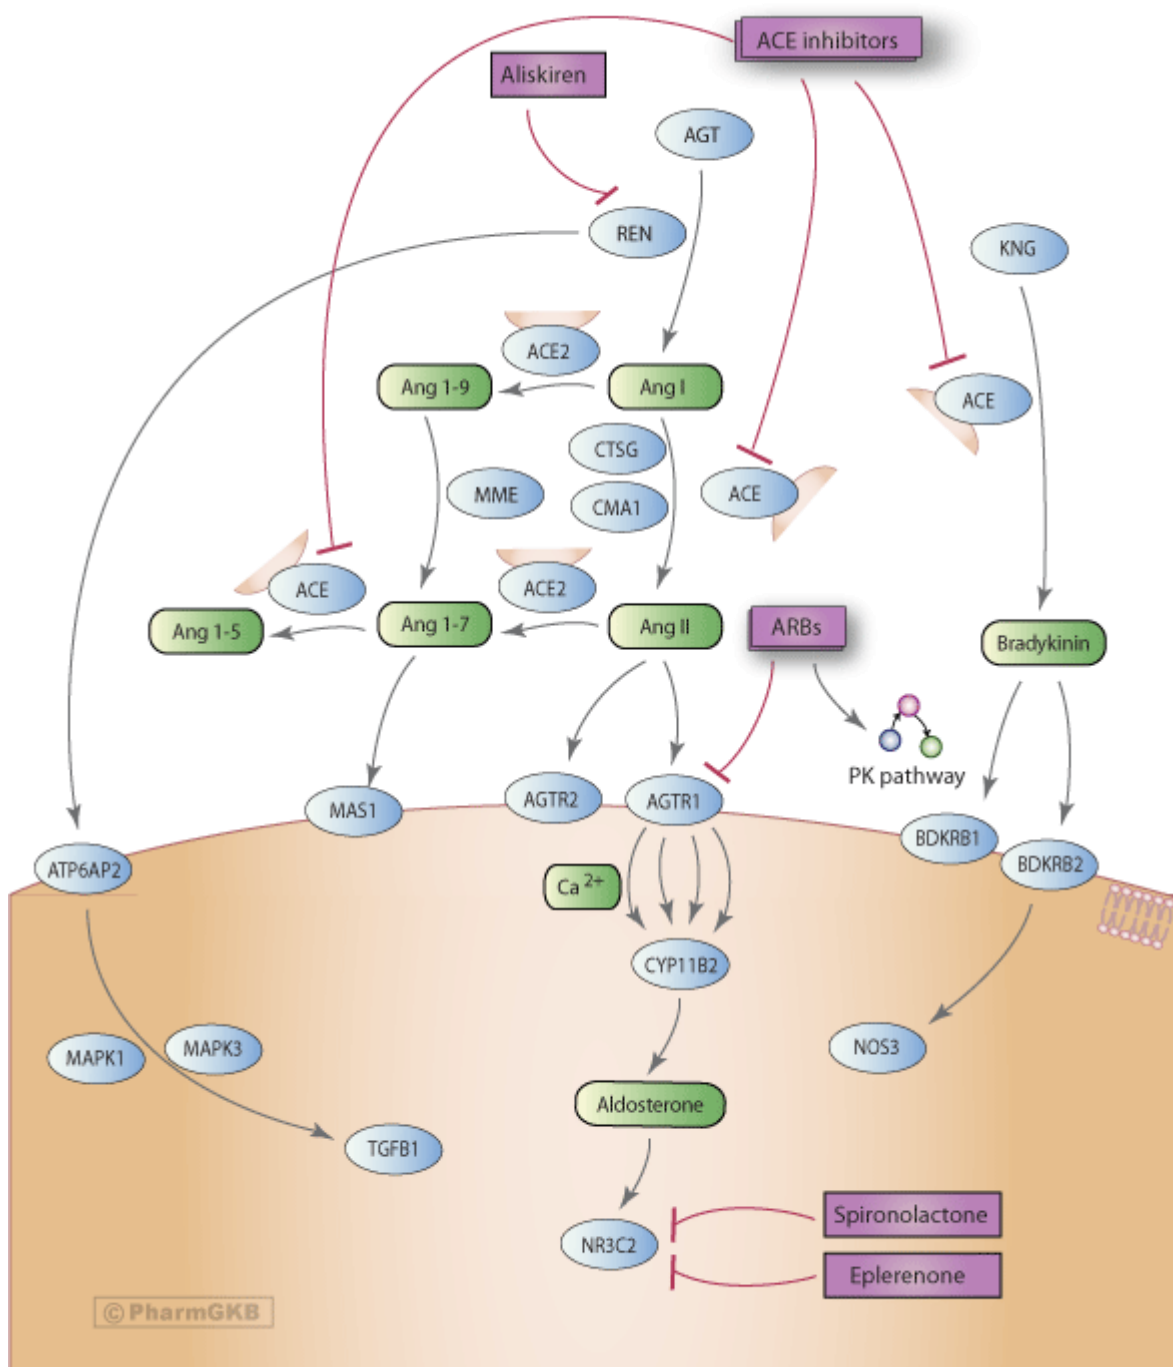 ACE inhibitors
Aliskiren
AGT
REN
KNG
ACE2
Ang 1-9
Ang I
ACE
CTSG
MME
CMA1
ACE
ACE
ACE2
Ang 1-5
Ang 1-7
Ang II
ARBs
Bradykinin
PK pathway
MAS1
AGTR2
AGTR1
BDKRB1
BDKRB2
ATP6AP2
Ca 2+
CYP11B2
MAPK1
MAPK3
NOS3
Aldosterone
TGFB1
NR3C2
Spironolactone
Eplerenone
© PharmGKB